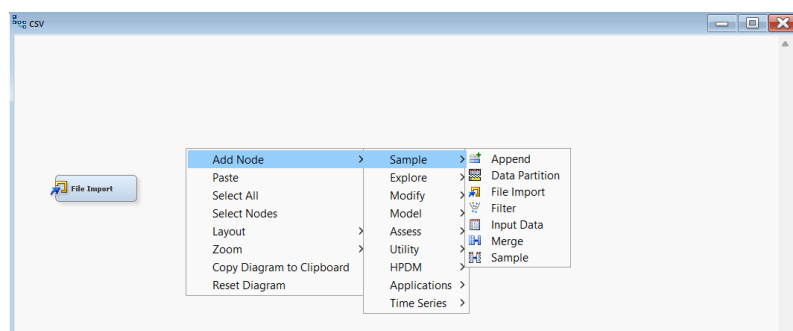 csv
File Import
Add Node
Paste
Select All
Select Nodes
Layout
Zoom
Copy Diagram to Clipboard
Reset Diagram
Sample
Explore
Modify
Model
Assess
Utility
HPDM
Applications
Time Series
Append
Data Partition
File Import
Filter
Input Data
Merge
Sample